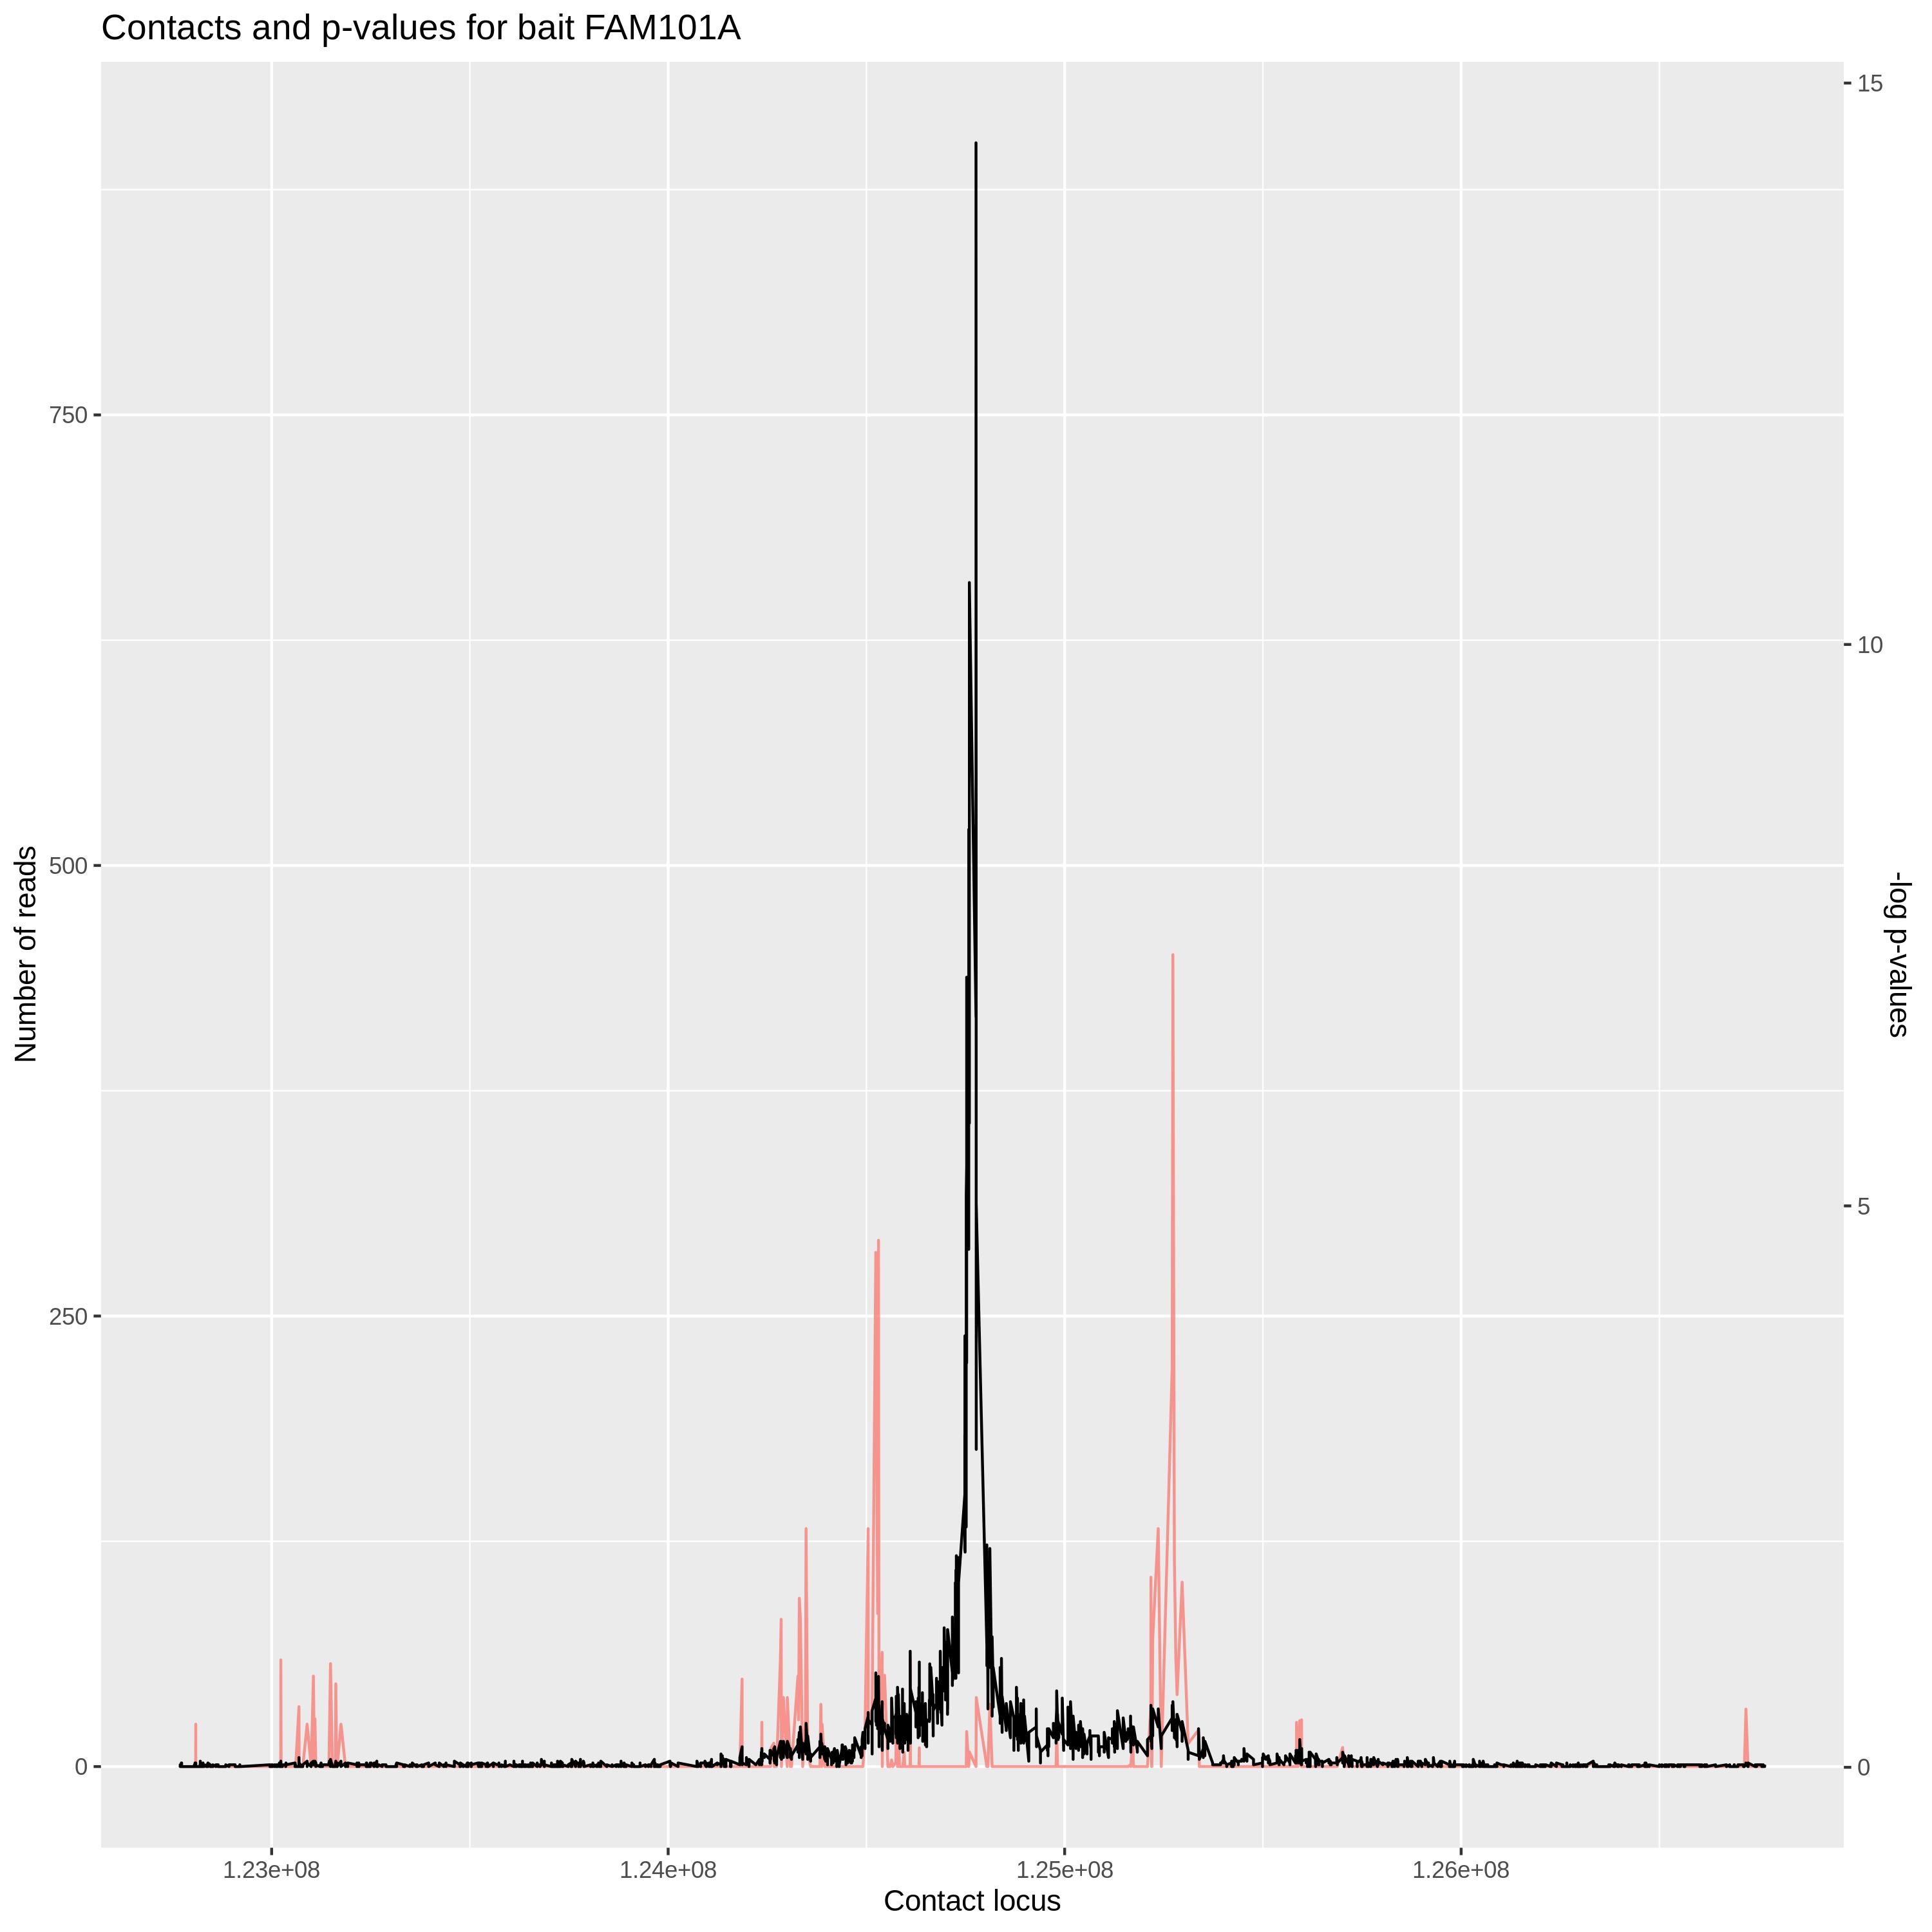 Contacts and p-values for bait FAM101A
15
750
10
Number of reads
500
-log p-values
5
250
0
0
1.23e+08
1.24e+08
1.25e+08
1.26e+08
Contact locus